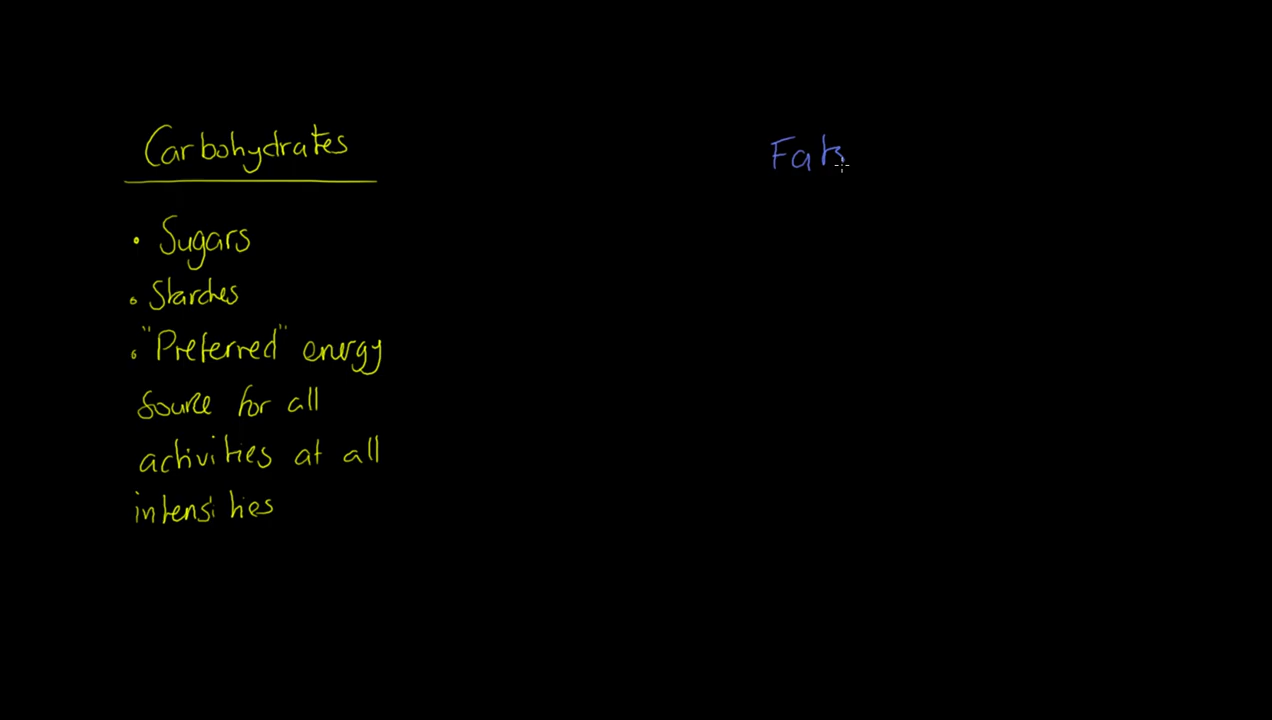 Carbohydrates
Fats
• Sugars
• Starches
• "Preferred" energy
source for all
activities at all
intensities